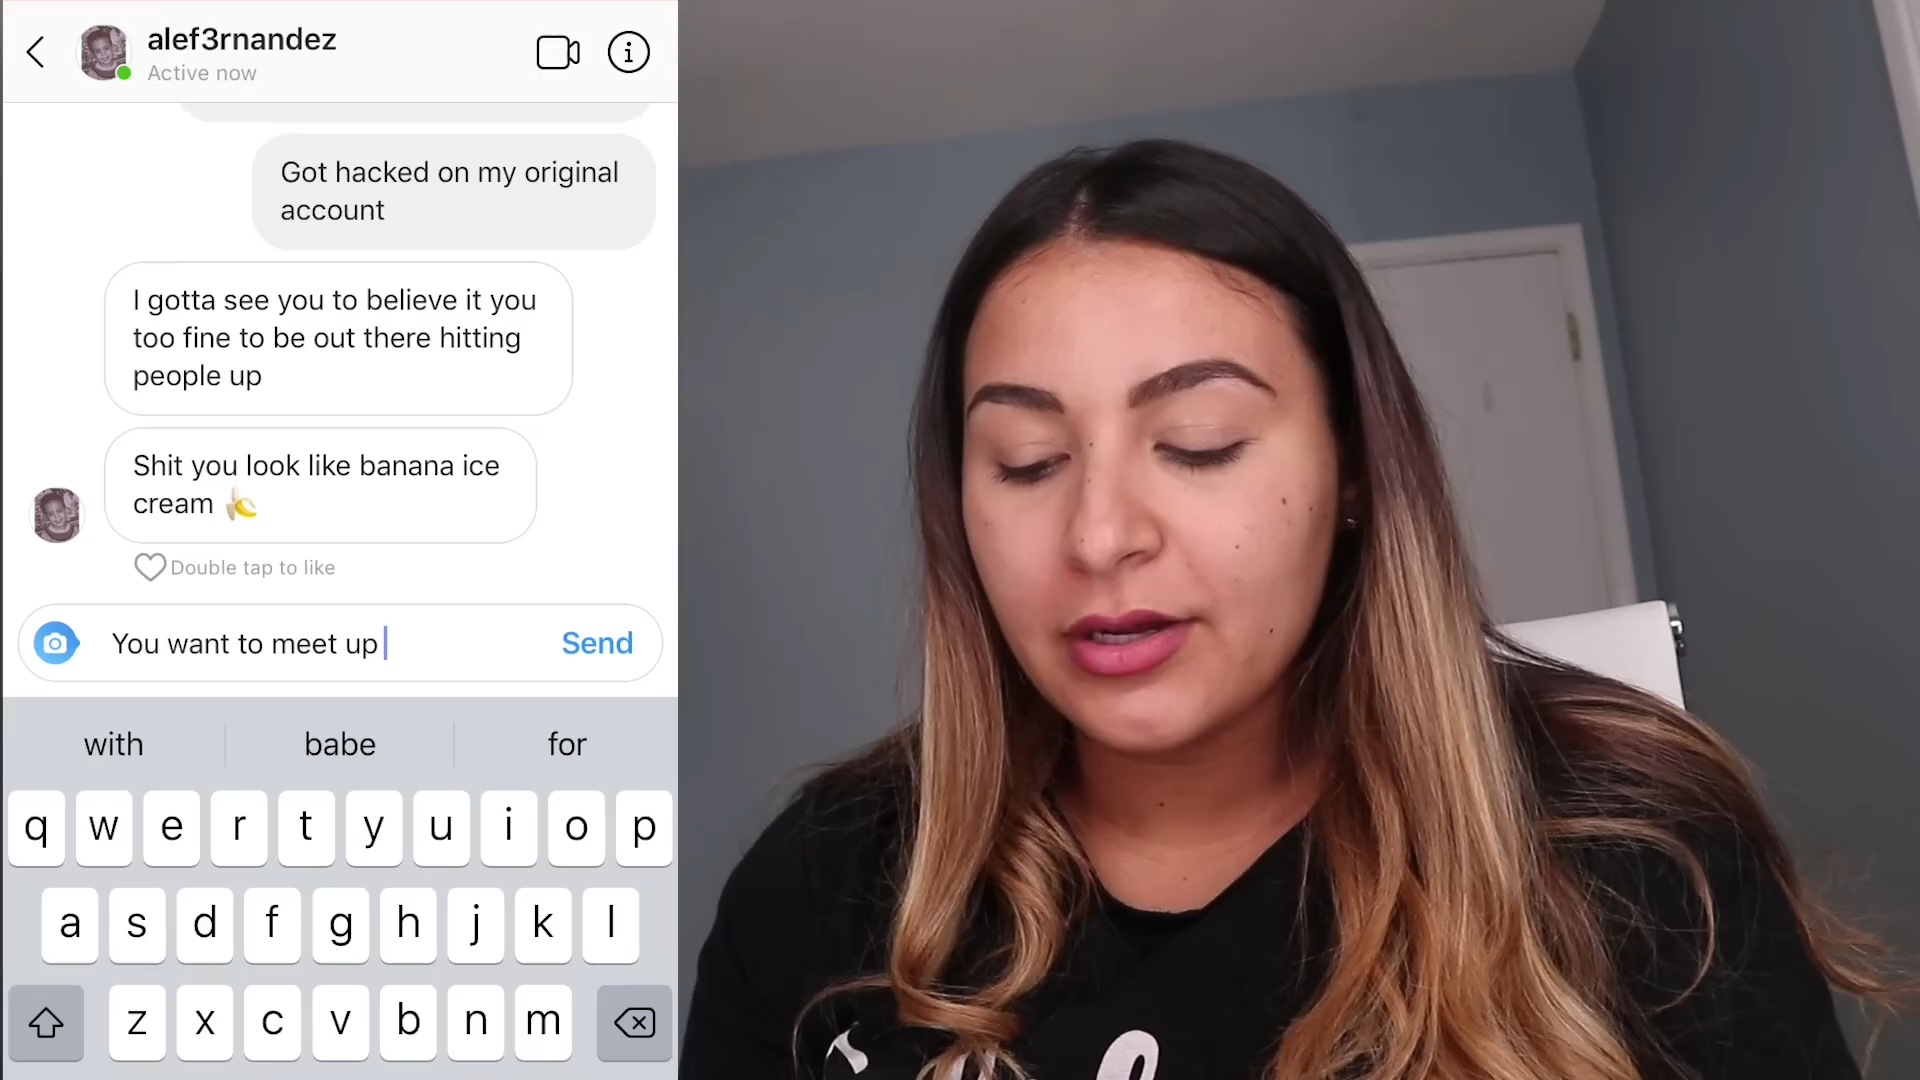 alef3rnandez
Active now
Got hacked on my original
account
I gotta see you to believe it you
too fine to be out there hitting
people up
Shit you look like banana ice
cream 🍌
Double tap to like
You want to meet up
Send
with babe for
q w e r t y u i o p
a s d f g h j k l
z x c v b n m